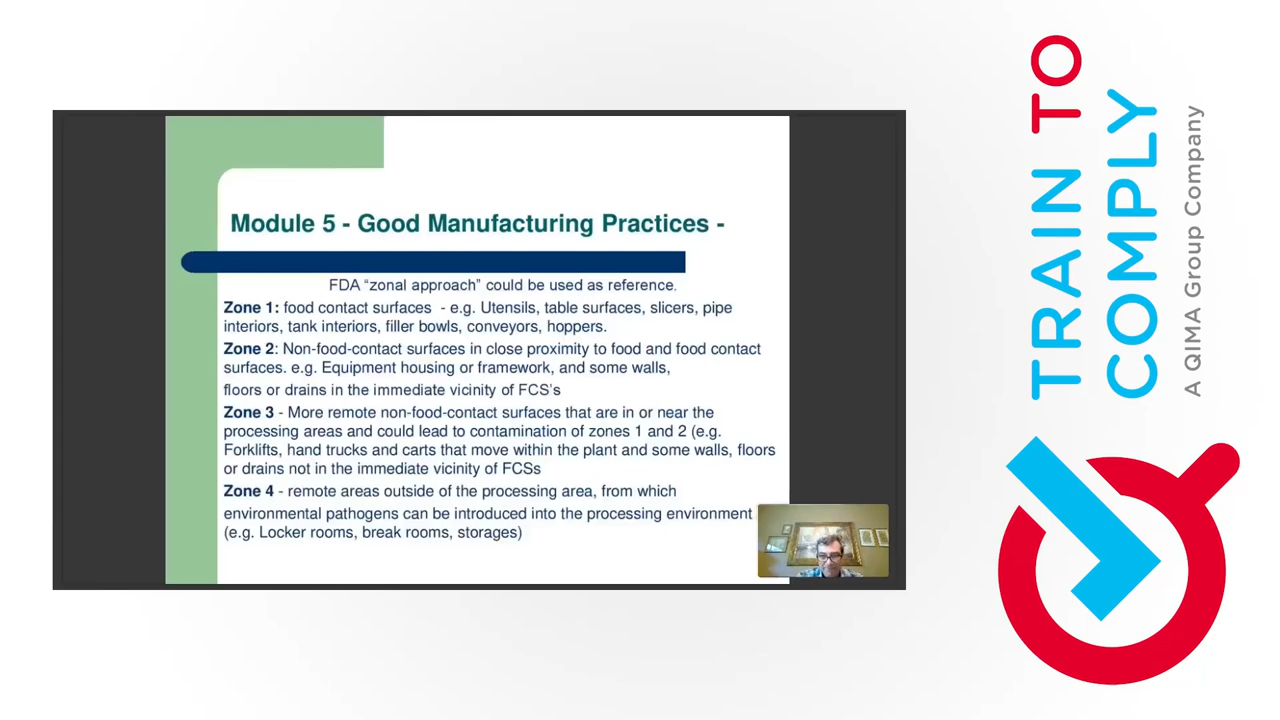 Module 5 - Good Manufacturing Practices -
FDA “zonal approach” could be used as reference.
Zone 1: food contact surfaces - e.g. Utensils, table surfaces, slicers, pipe
interiors, tank interiors, filler bowls, conveyors, hoppers.
Zone 2: Non-food-contact surfaces in close proximity to food and food contact
surfaces. e.g. Equipment housing or framework, and some walls,
floors or drains in the immediate vicinity of FCS’s
Zone 3 - More remote non-food-contact surfaces that are in or near the
processing areas and could lead to contamination of zones 1 and 2 (e.g.
Forklifts, hand trucks and carts that move within the plant and some walls, floors
or drains not in the immediate vicinity of FCSs
Zone 4 - remote areas outside of the processing area, from which
environmental pathogens can be introduced into the processing environment
(e.g. Locker rooms, break rooms, storages)
TRAIN TO
COMPLY
A QIMA Group Company